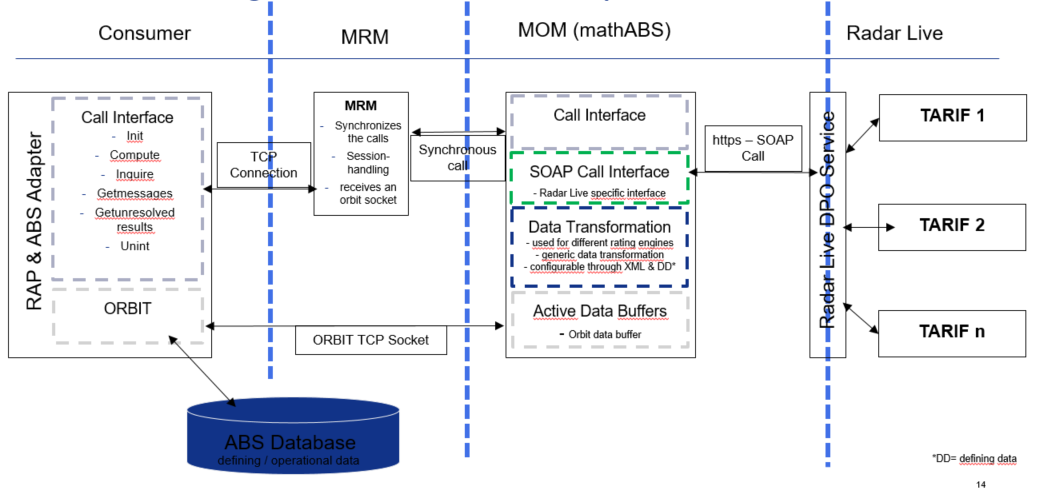 Consumer
MRM
MOM (mathABS)
Radar Live
RAP & ABS Adapter
Call Interface
- Init
- Compute
- Inquire
- Getmessages
- Getunresolved
results
- Unint
ORBIT
TCP
Connection
MRM
- Synchronizes
the calls
- Session-
handling
- receives an
orbit socket
Synchronous
call
ORBIT TCP Socket
Call Interface
SOAP Call Interface
- Radar Live specific interface
Data Transformation
- used for different rating engines
- generic data transformation
- configurable through XML & DD*
Active Data Buffers
- Orbit data buffer
https – SOAP
Call
Radar Live DPO Service
TARIF 1
TARIF 2
TARIF n
ABS Database
defining / operational data
*DD= defining data
14